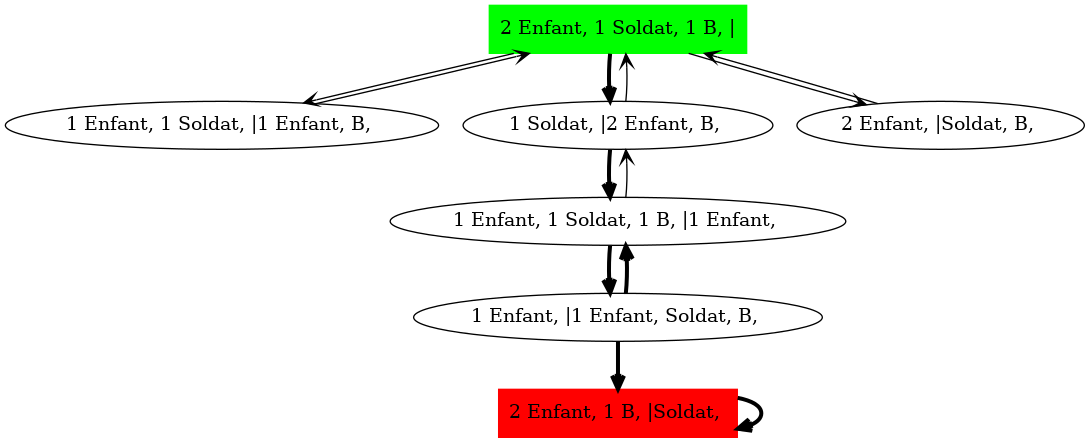 2 Enfant, 1 Soldat, 1 B, |
1 Enfant, 1 Soldat, |1 Enfant, B,
1 Soldat, |2 Enfant, B,
2 Enfant, |Soldat, B,
1 Enfant, 1 Soldat, 1 B, |1 Enfant,
1 Enfant, |1 Enfant, Soldat, B,
2 Enfant, 1 B, |Soldat,